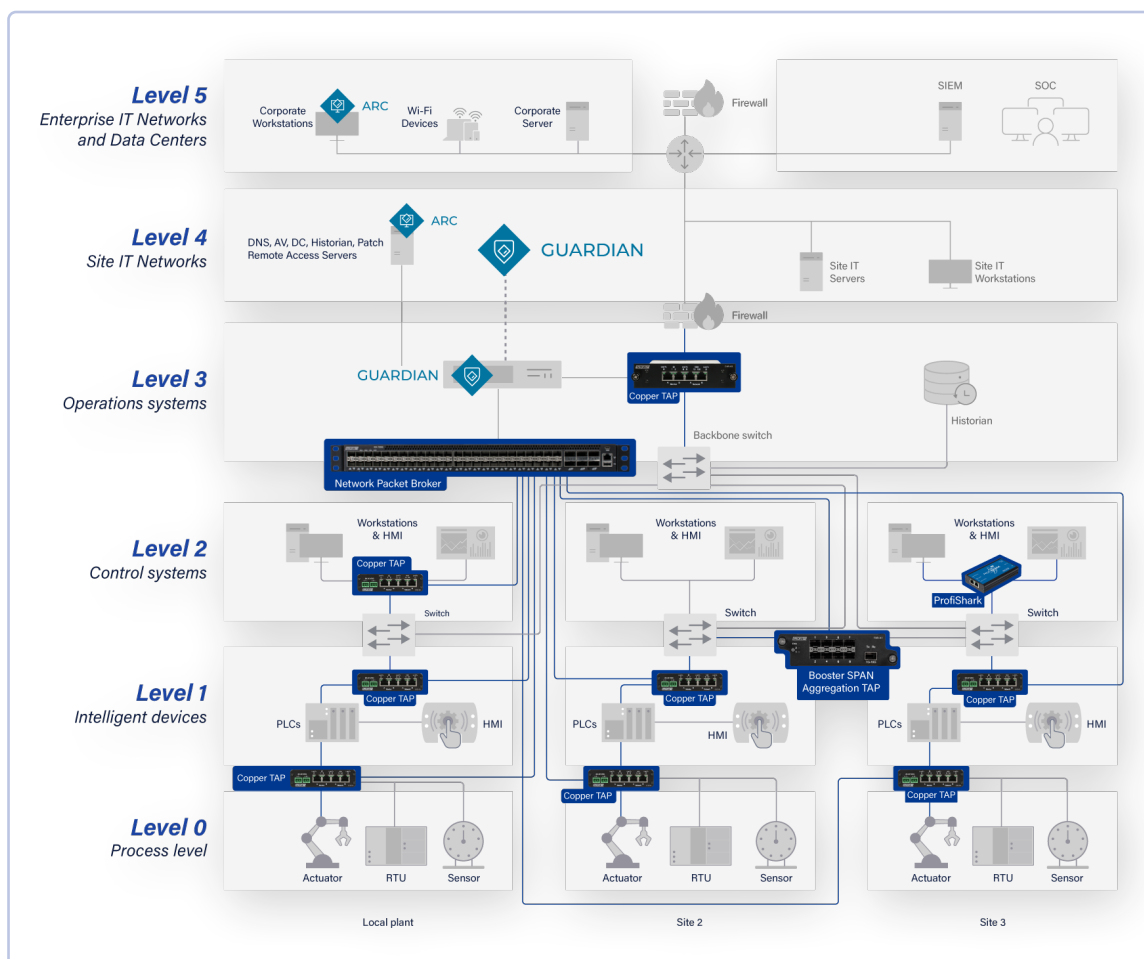 Level 5
Enterprise IT Networks
and Data Centers
Corporate
Workstations
ARC
Wi-Fi
Devices
Corporate
Server
Firewall
SIEM
SOC
Level 4
Site IT Networks
DNS, AV, DC, Historian, Patch
Remote Access Servers
ARC
GUARDIAN
Site IT
Servers
Site IT
Workstations
Firewall
Level 3
Operations systems
GUARDIAN
Copper TAP
Historian
Backbone switch
Network Packet Broker
Level 2
Control systems
Workstations
& HMI
Copper TAP
Switch
Workstations
& HMI
Switch
Workstations
& HMI
ProfiShark
Switch
Level 1
Intelligent devices
Copper TAP
PLCs
HMI
Copper TAP
PLCs
HMI
Booster SPAN
Aggregation TAP
Copper TAP
PLCs
HMI
Copper TAP
Copper TAP
Copper TAP
Level 0
Process level
Actuator
RTU
Sensor
Actuator
RTU
Sensor
Actuator
RTU
Sensor
Local plant
Site 2
Site 3